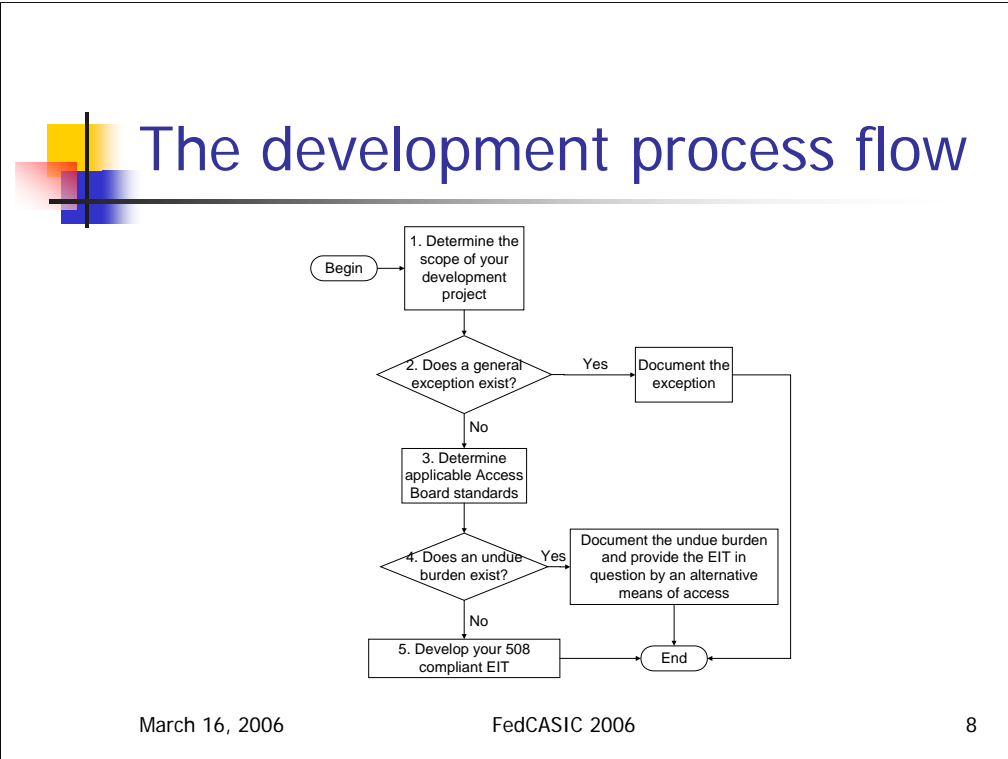 The development process flow
Begin
1. Determine the
scope of your
development
project
2. Does a general
exception exist?
Yes
Document the
exception
No
3. Determine
applicable Access
Board standards
4. Does an undue
burden exist?
Yes
Document the undue burden
and provide the EIT in
question by an alternative
means of access
No
5. Develop your 508
compliant EIT
End
March 16, 2006
FedCASIC 2006
8